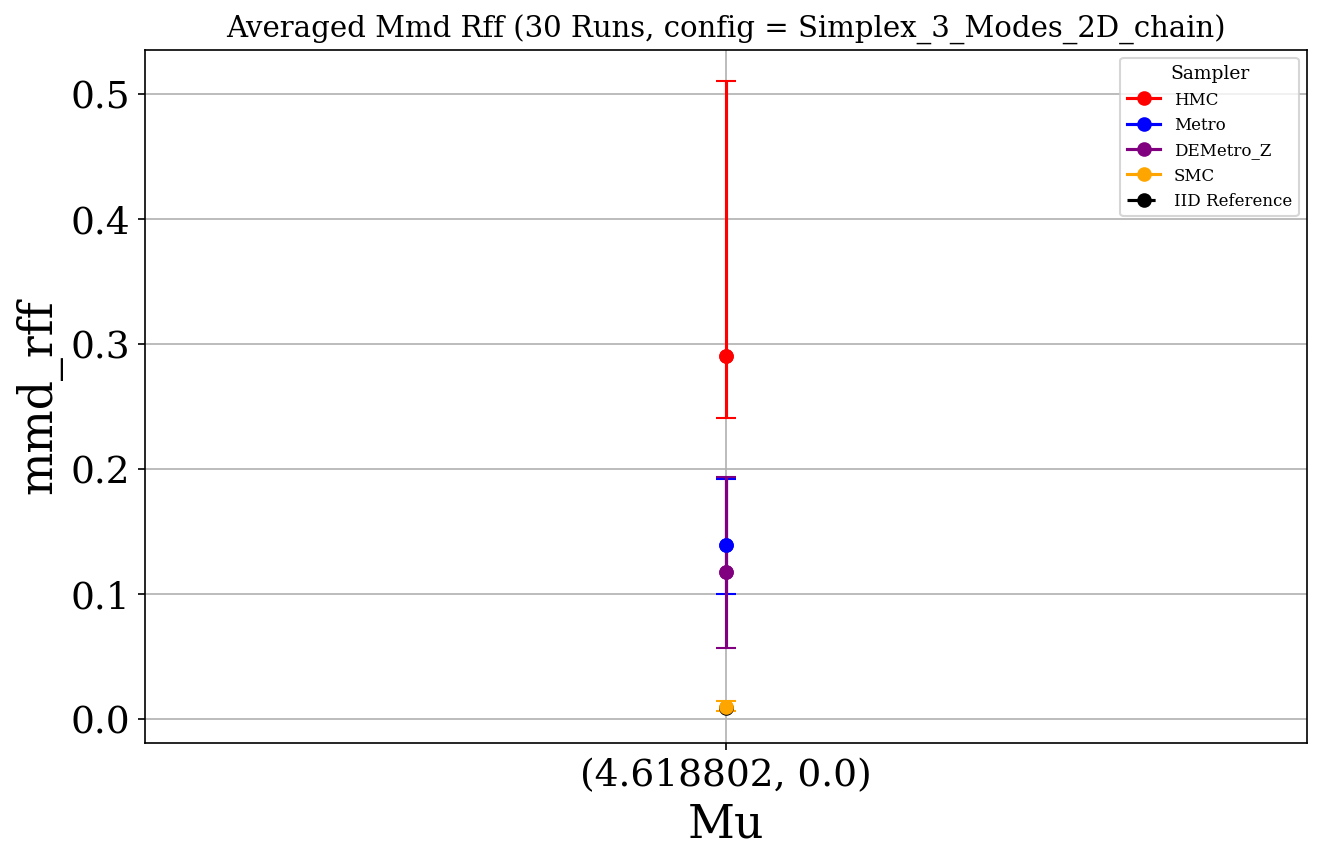 Averaged Mmd Rff (30 Runs, config = Simplex_3_Modes_2D_chain)
Sampler
HMC
Metro
DEMetro_Z
SMC
IID Reference
mmd_rff
0.5
0.4
0.3
0.2
0.1
0.0
(4.618802, 0.0)
Mu